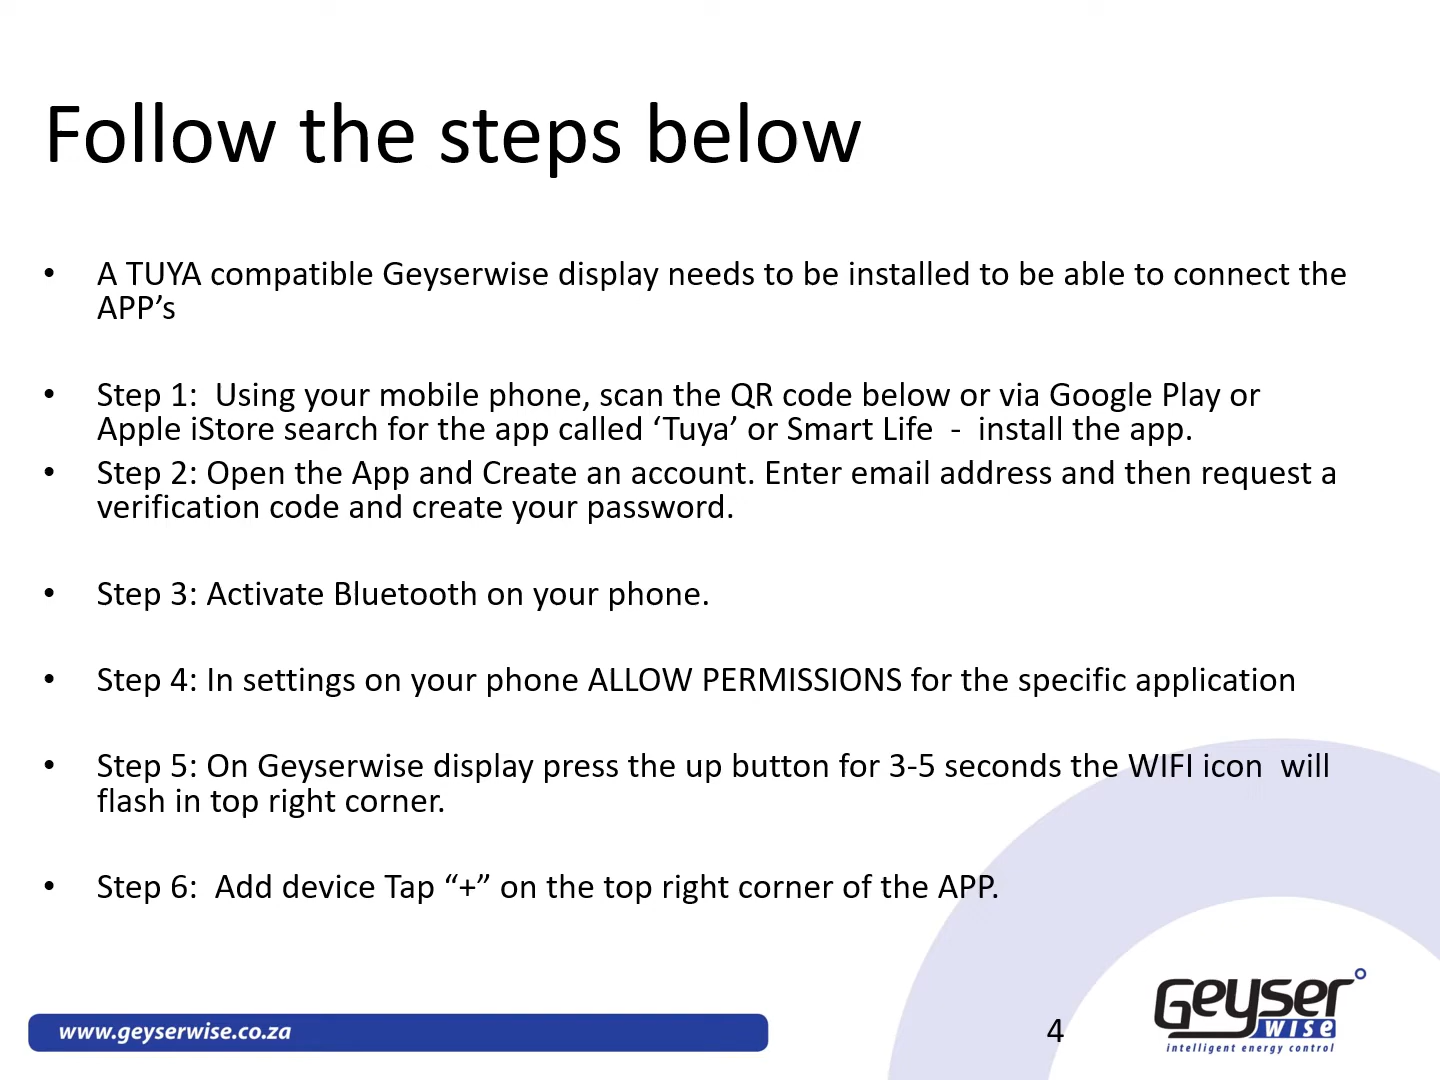 Follow the steps below
• A TUYA compatible Geyserwise display needs to be installed to be able to connect the
APP’s
• Step 1:  Using your mobile phone, scan the QR code below or via Google Play or
Apple iStore search for the app called ‘Tuya’ or Smart Life  -  install the app.
• Step 2: Open the App and Create an account. Enter email address and then request a
verification code and create your password.
• Step 3: Activate Bluetooth on your phone.
• Step 4: In settings on your phone ALLOW PERMISSIONS for the specific application
• Step 5: On Geyserwise display press the up button for 3-5 seconds the WIFI icon  will
flash in top right corner.
• Step 6:  Add device Tap “+” on the top right corner of the APP.
www.geyserwise.co.za
4
Geyser
wise
intelligent energy control